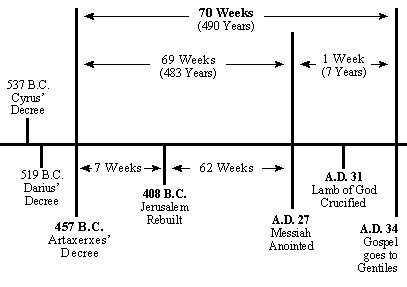 70 Weeks
(490 Years)
69 Weeks
(483 Years)
1 Week
(7 Years)
537 B.C.
Cyrus'
Decree
519 B.C.
Darius'
Decree
7 Weeks
62 Weeks
457 B.C.
Artaxerxes'
Decree
408 B.C.
Jerusalem
Rebuilt
A.D. 27
Messiah
Anointed
A.D. 31
Lamb of God
Crucified
A.D. 34
Gospel
goes to
Gentiles